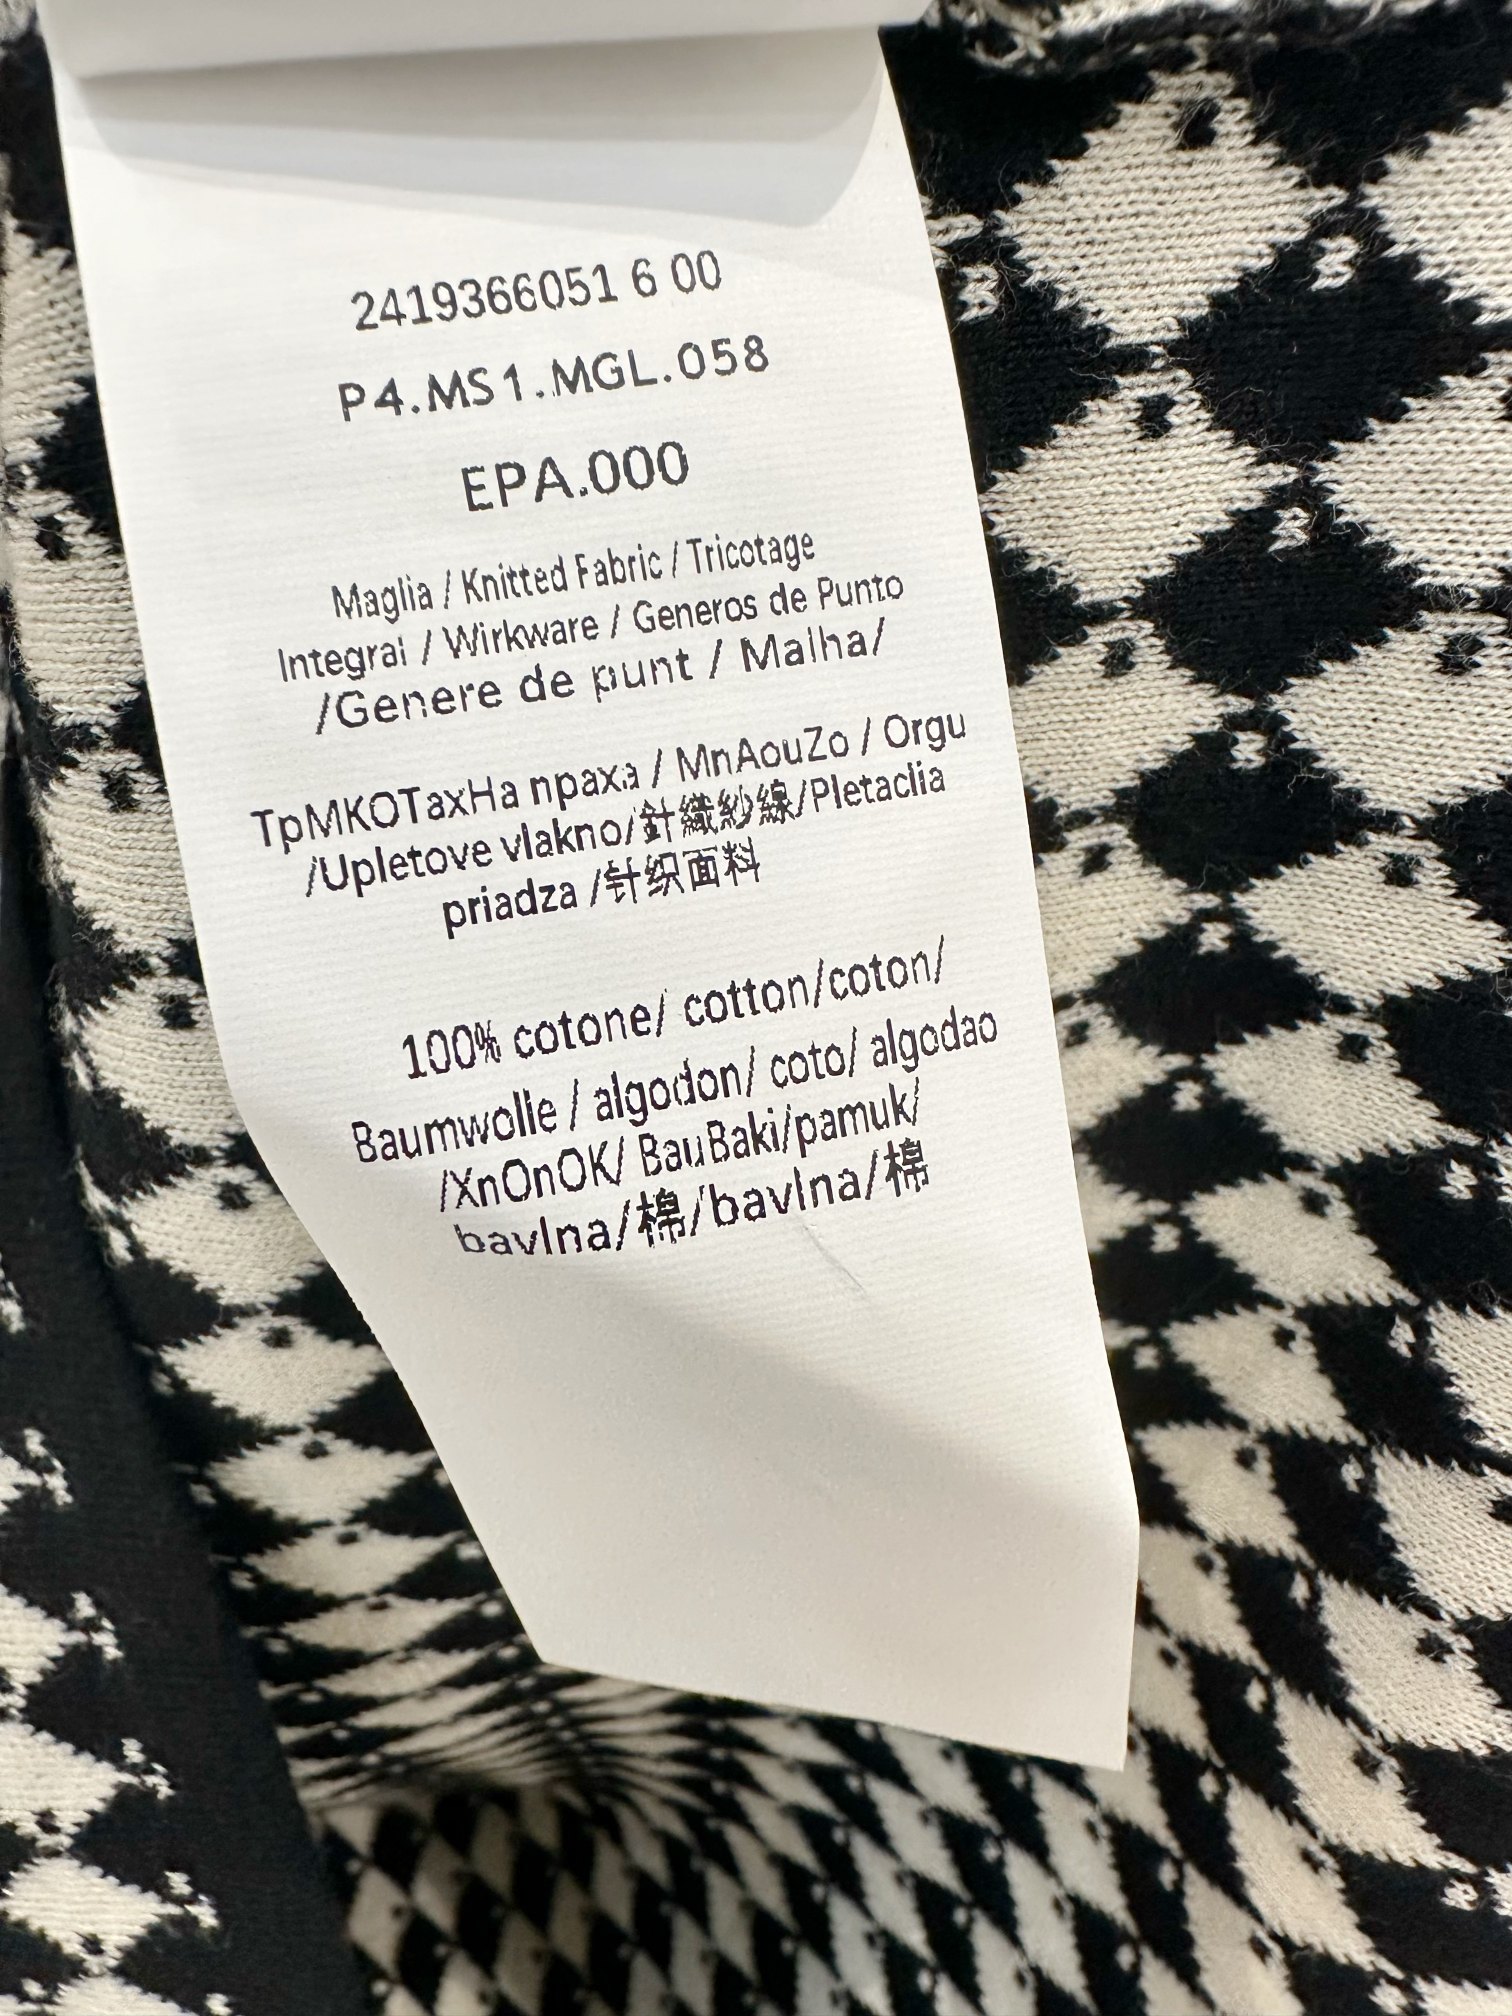 2419366051 6 00
P4.MS1.MGL.058
EPA.000
Maglia / Knitted Fabric / Tricotage
Integral / Wirkware / Generos de Punto
/Genere de punt / Malha/
TpMKOTaxHa npaxa / MnAouZo / Orgu
/Upletove vlakno/針織紗線/Pletaclia
priadza /针织面料
100% cotone/ cotton/coton/
Baumwolle / algodon/ coto/ algodao
/XnOnOK/ BauBaki/pamuk/
bavlna/棉/bavlna/棉